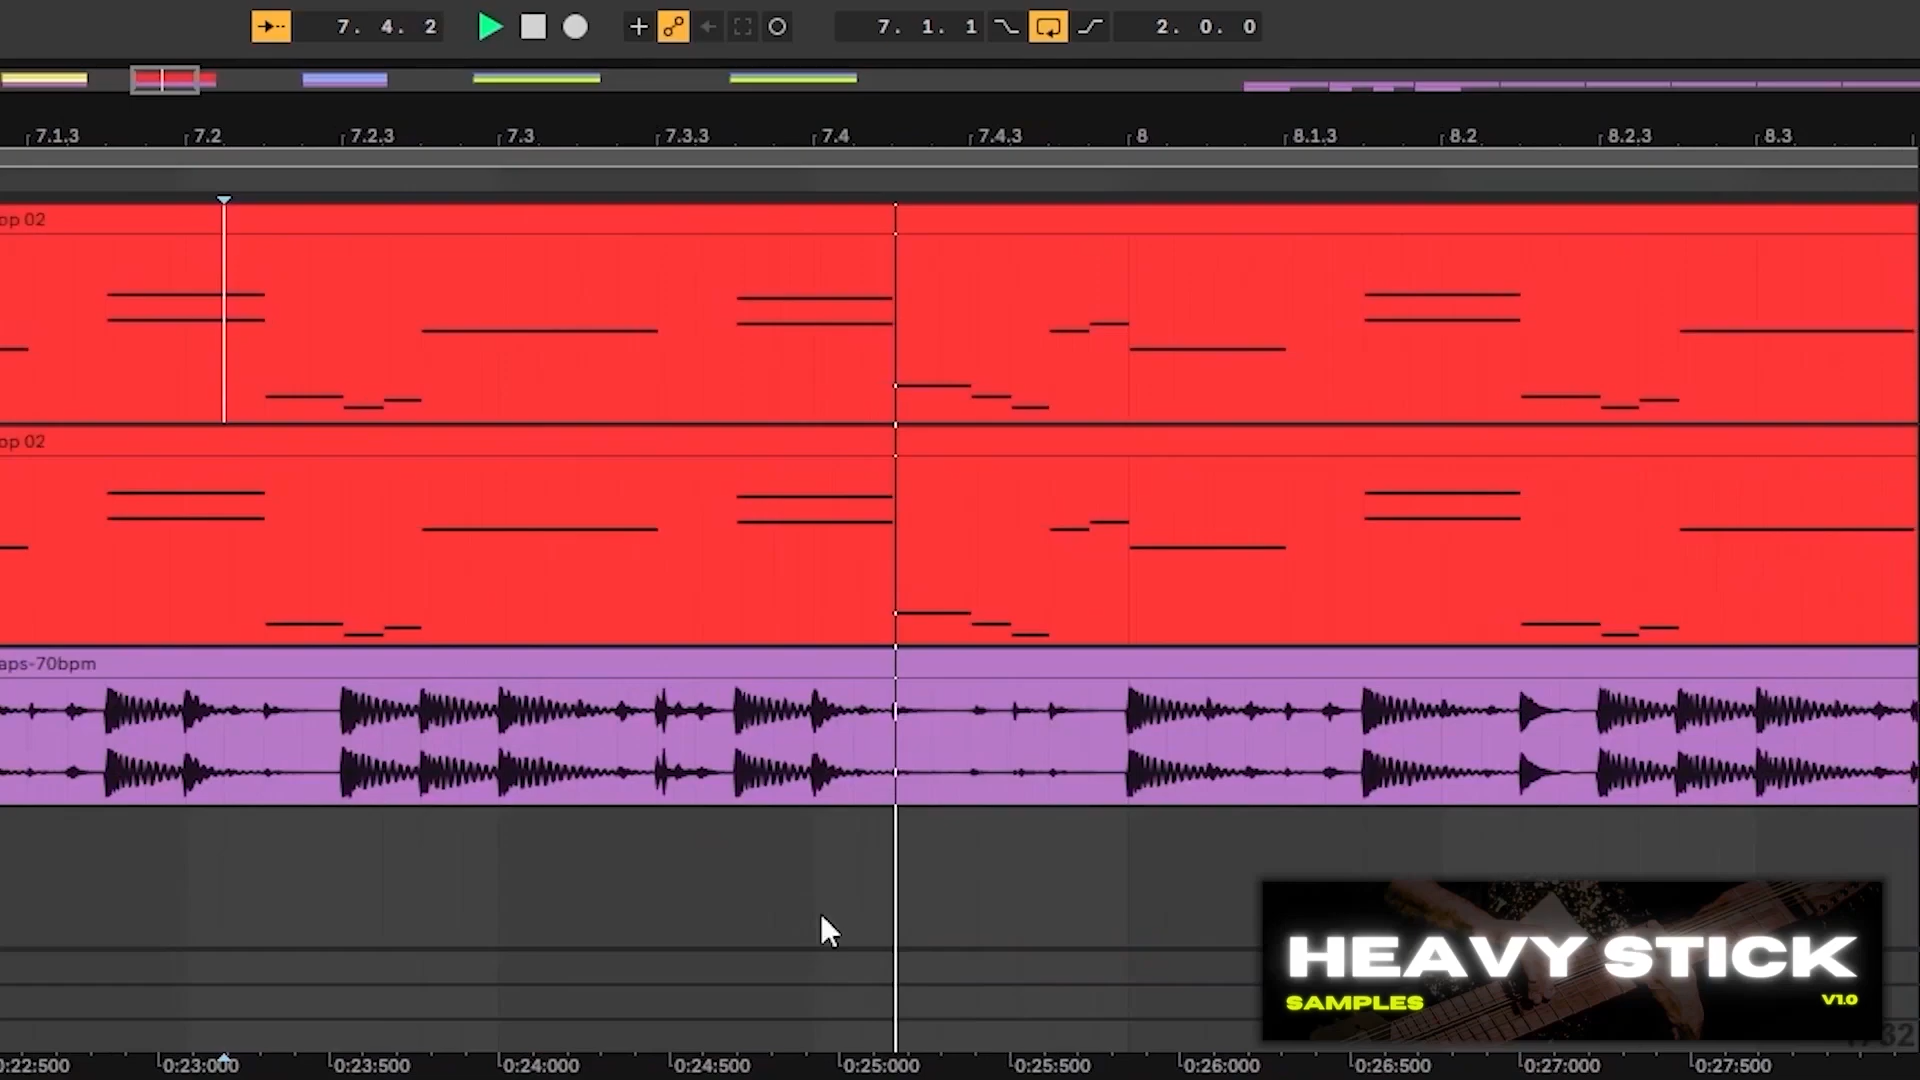 7. 4. 2
7. 1. 1
2. 0. 0
7.1.3 7.2 7.2.3 7.3 7.3.3 7.4 7.4.3 8 8.1.3 8.2 8.2.3 8.3
op 02
op 02
aps-70bpm
HEAVY STICK
SAMPLES
V1.0
0:22:500 0:23:000 0:23:500 0:24:000 0:24:500 0:25:000 0:25:500 0:26:000 0:26:500 0:27:000 0:27:500